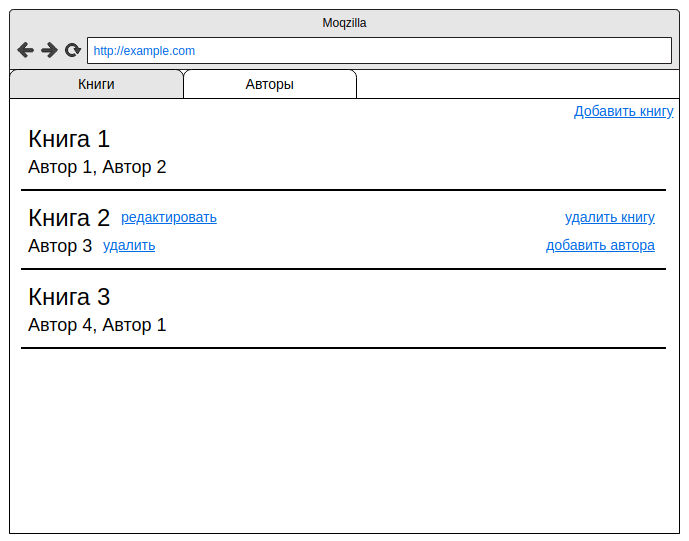 Moqzilla
http://example.com
Книги Авторы
Добавить книгу
Книга 1
Автор 1, Автор 2
Книга 2 редактировать удалить книгу
Автор 3 удалить добавить автора
Книга 3
Автор 4, Автор 1